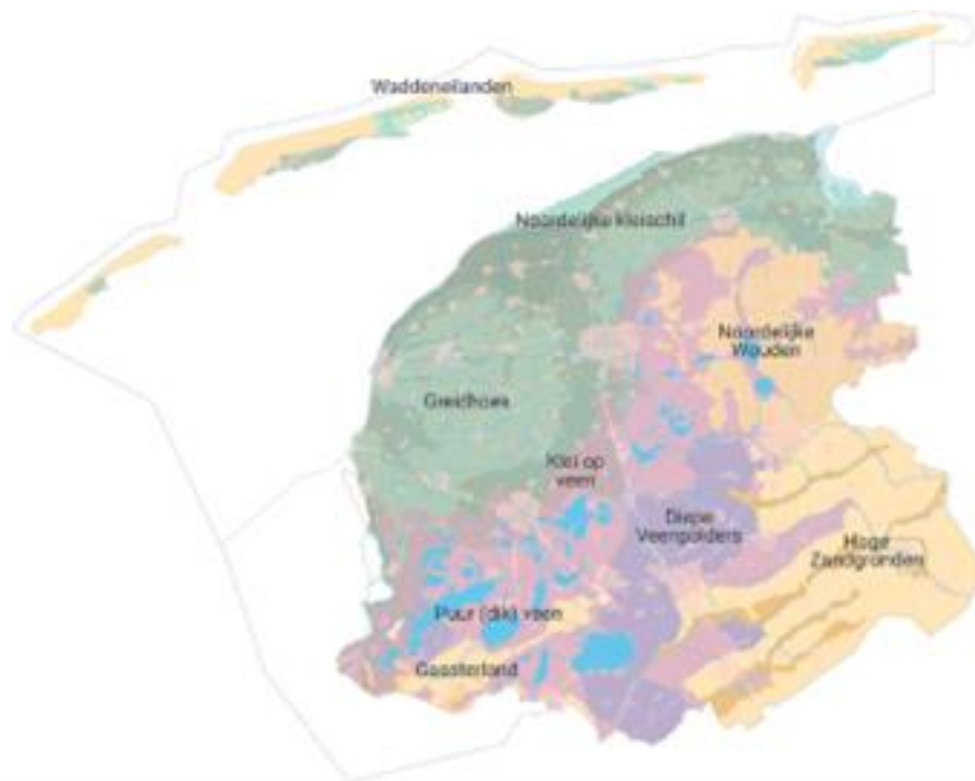 Waddeneilanden
Noordelijke kleischil
Noordelijke
Wouden
Greidhoek
Klei op
veen
Diepe
Veenpolders
Hoge
Zandgronden
Puur (dik) veen
Gaasterland